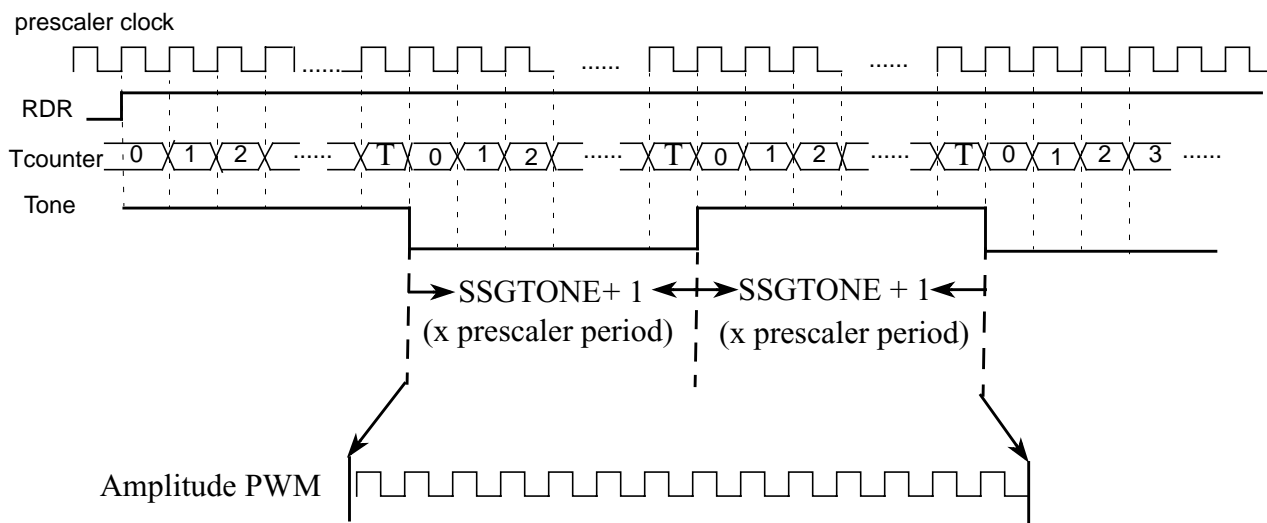 prescaler clock
...... ...... ......
RDR
Tcounter 0 1 2 ...... T 0 1 2 ...... T 0 1 2 ...... T 0 1 2 3 ......
Tone
SSGTONE+ 1 SSGTONE + 1
(x prescaler period) (x prescaler period)
Amplitude PWM